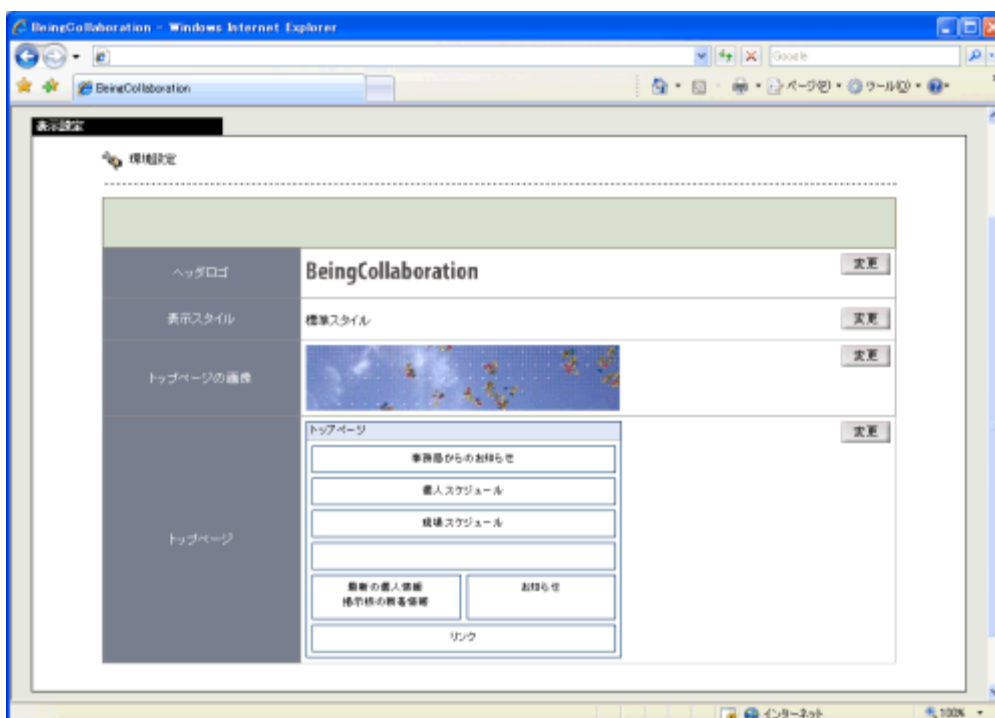 BeingCollaboration - Windows Internet Explorer
Google
BeingCollaboration
ページ(P)
ツール(O)
表示設定
環境設定
ヘッダロゴ
BeingCollaboration
変更
表示スタイル
標準スタイル
変更
トップページの画像
変更
トップページ
トップページ
変更
事務局からのお知らせ
個人スケジュール
現場スケジュール
最新の個人情報
掲示板の新着情報
お知らせ
リンク
インターネット
100%